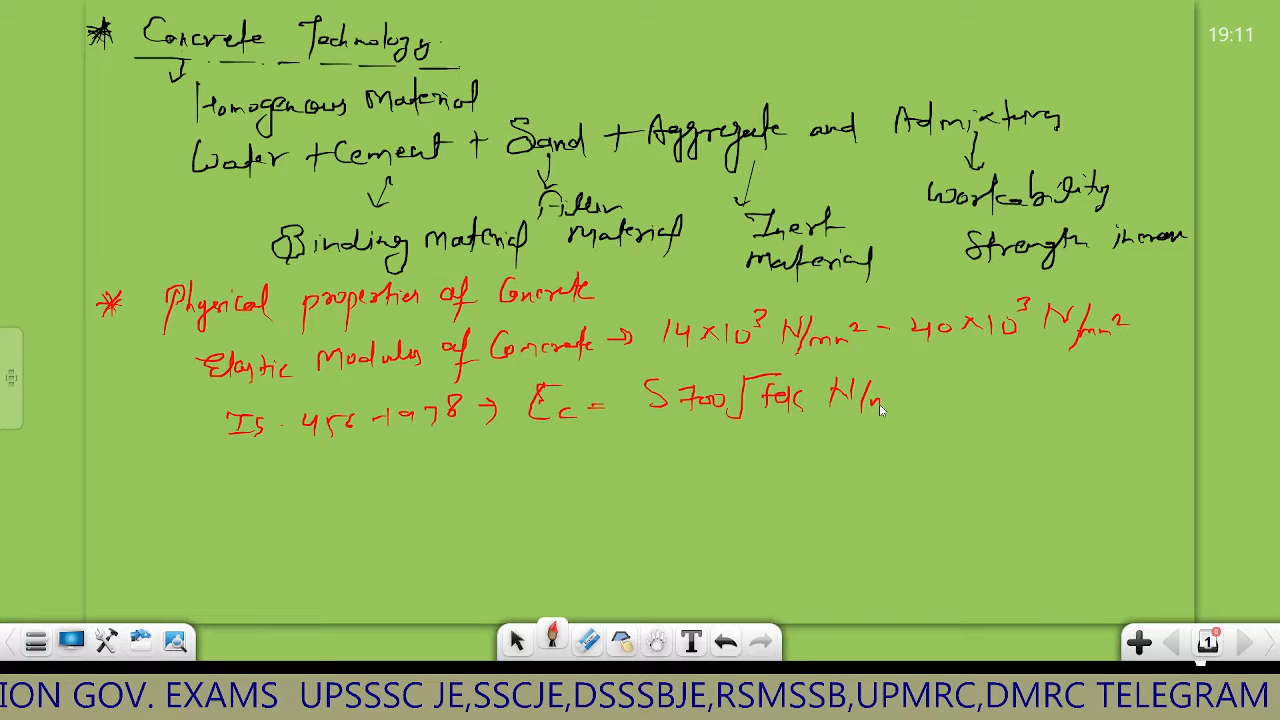 * Concrete Technology
19:11
Homogenous Material
Water + Cement + Sand + Aggregate and Admixtures
Binding Material
Filler Material
Inert Material
Workability
Strength increase
* Physical properties of Concrete
Elastic Modulus of Concrete → 14×10³ N/mm² - 40×10³ N/mm²
IS. 456-1978 → Ec = 5700√fck N/m
1
ION GOV. EXAMS UPSSSC JE,SSCJE,DSSSBJE,RSMSSB,UPMRC,DMRC TELEGRAM